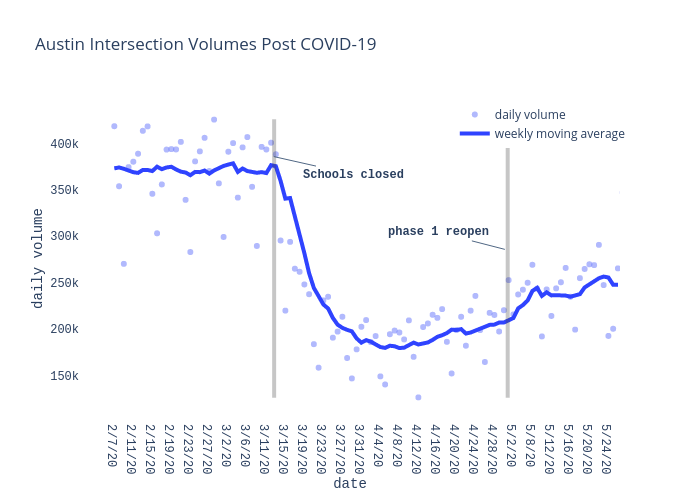 Austin Intersection Volumes Post COVID-19
daily volume
weekly moving average
400k
350k
300k
250k
200k
150k
daily volume
Schools closed
phase 1 reopen
2/7/20
2/11/20
2/15/20
2/19/20
2/23/20
2/27/20
3/2/20
3/6/20
3/11/20
3/15/20
3/19/20
3/23/20
3/27/20
3/31/20
4/4/20
4/8/20
4/12/20
4/16/20
4/20/20
4/24/20
4/28/20
5/2/20
5/8/20
5/12/20
5/16/20
5/20/20
5/24/20
date